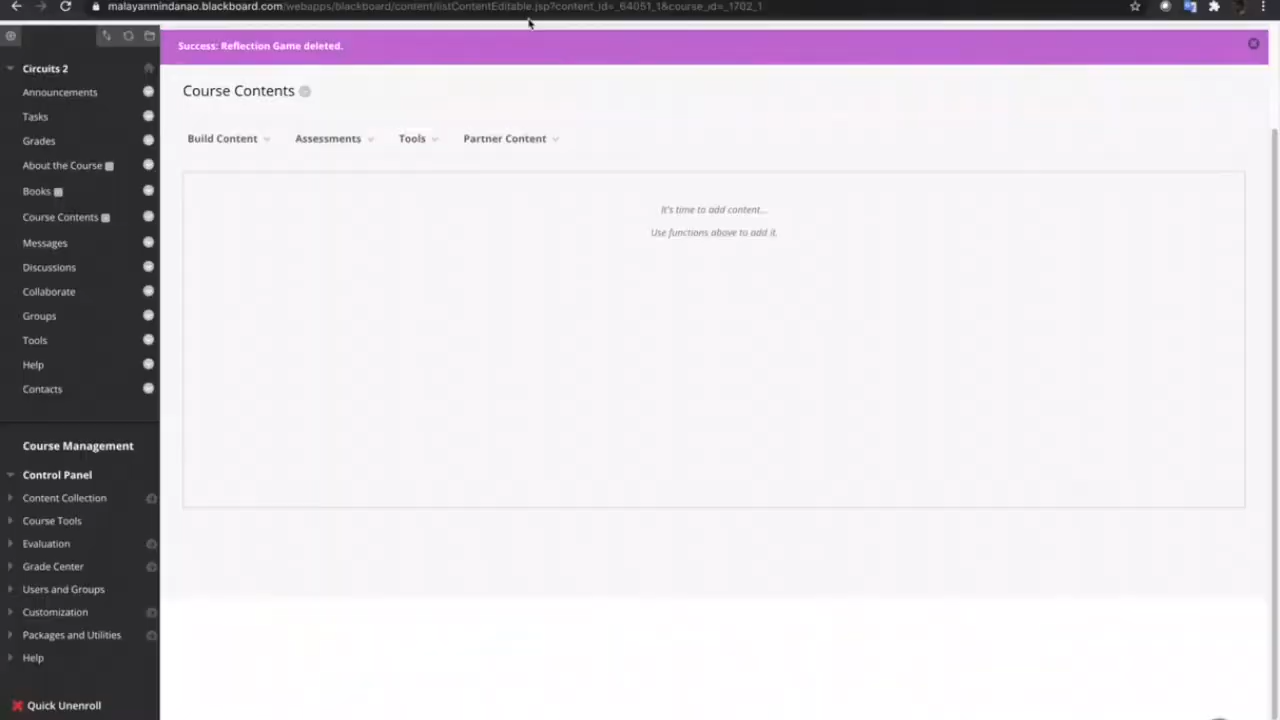 malayanmindanao.blackboard.com/webapps/blackboard/content/listContentEditable.jsp?content_id=_64051_1&course_id=_1702_1
Success: Reflection Game deleted.
Circuits 2
Announcements
Tasks
Grades
About the Course
Books
Course Contents
Messages
Discussions
Collaborate
Groups
Tools
Help
Contacts
Course Management
Control Panel
Content Collection
Course Tools
Evaluation
Grade Center
Users and Groups
Customization
Packages and Utilities
Help
Quick Unenroll
Course Contents
Build Content Assessments Tools Partner Content
It's time to add content...
Use functions above to add it.